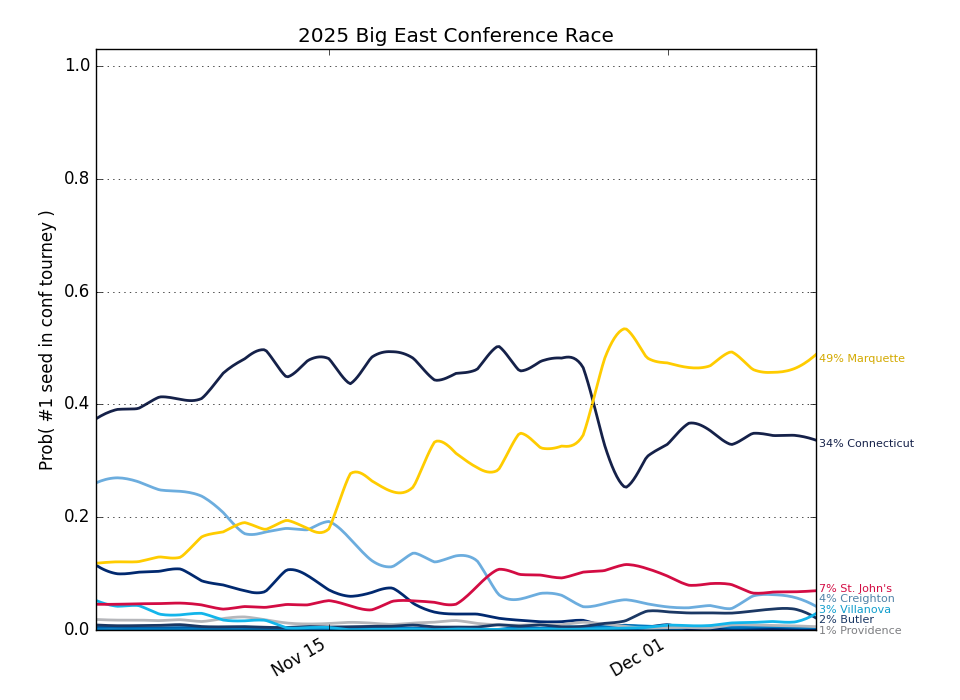 2025 Big East Conference Race
Prob( #1 seed in conf tourney )
1.0
0.8
0.6
0.4
0.2
0.0
Nov 15
Dec 01
49% Marquette
34% Connecticut
7% St. John's
4% Creighton
3% Villanova
2% Butler
1% Providence